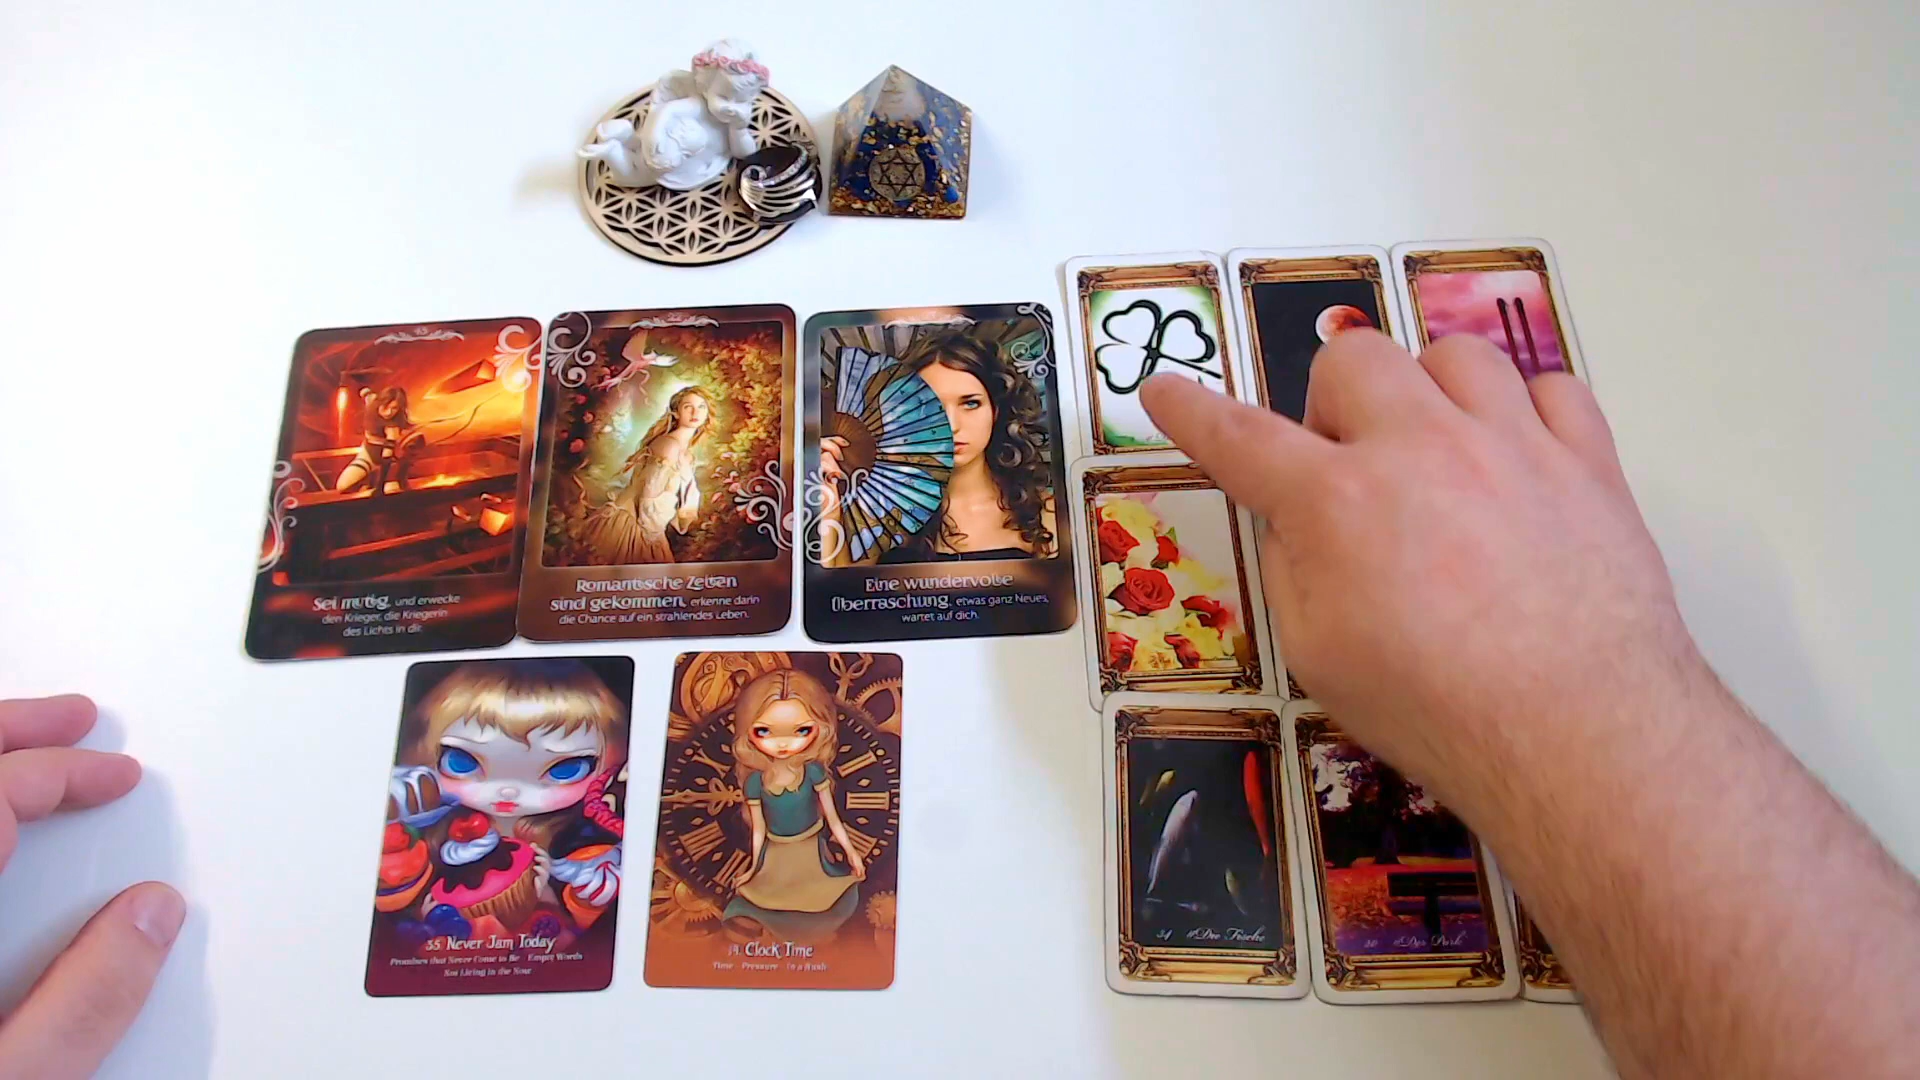 Sei mutig, und erwecke
den Krieger, die Kriegerin
des Lichts in dir.
22
Romantische Zeiten
sind gekommen, erkenne darin
die Chance auf ein strahlendes Leben.
Eine wundervolle
Überraschung, etwas ganz Neues,
wartet auf dich.
35 Never Jam Today
Promises that Never Come to Be Empty Words
Not Living in the Now
Clock Time
Time - Pressure - In a Rush
34 #Die Fische
20 #Der Park